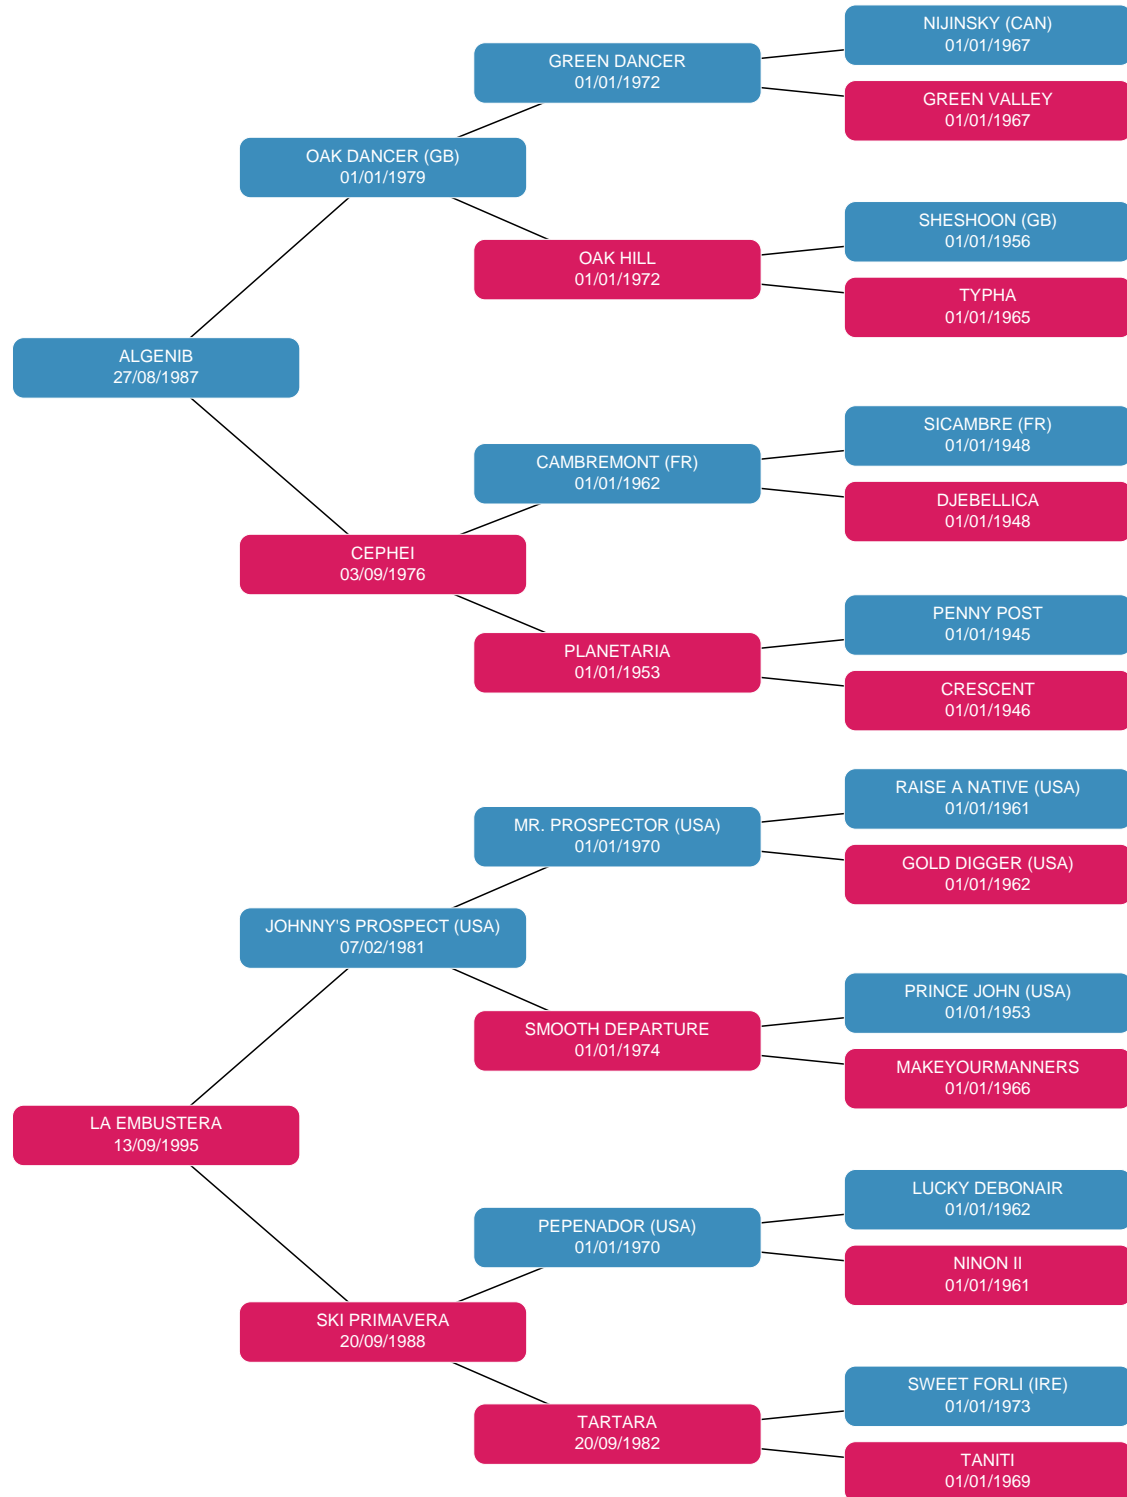 NIJINSKY (CAN)
01/01/1967
GREEN DANCER
01/01/1972
GREEN VALLEY
01/01/1967
OAK DANCER (GB)
01/01/1979
SHESHOON (GB)
01/01/1956
OAK HILL
01/01/1972
TYPHA
01/01/1965
ALGENIB
27/08/1987
SICAMBRE (FR)
01/01/1948
CAMBREMONT (FR)
01/01/1962
DJEBELLICA
01/01/1948
CEPHEI
03/09/1976
PENNY POST
01/01/1945
PLANETARIA
01/01/1953
CRESCENT
01/01/1946
RAISE A NATIVE (USA)
01/01/1961
MR. PROSPECTOR (USA)
01/01/1970
GOLD DIGGER (USA)
01/01/1962
JOHNNY'S PROSPECT (USA)
07/02/1981
PRINCE JOHN (USA)
01/01/1953
SMOOTH DEPARTURE
01/01/1974
MAKEYOURMANNERS
01/01/1966
LA EMBUSTERA
13/09/1995
LUCKY DEBONAIR
01/01/1962
PEPENADOR (USA)
01/01/1970
NINON II
01/01/1961
SKI PRIMAVERA
20/09/1988
SWEET FORLI (IRE)
01/01/1973
TARTARA
20/09/1982
TANITI
01/01/1969